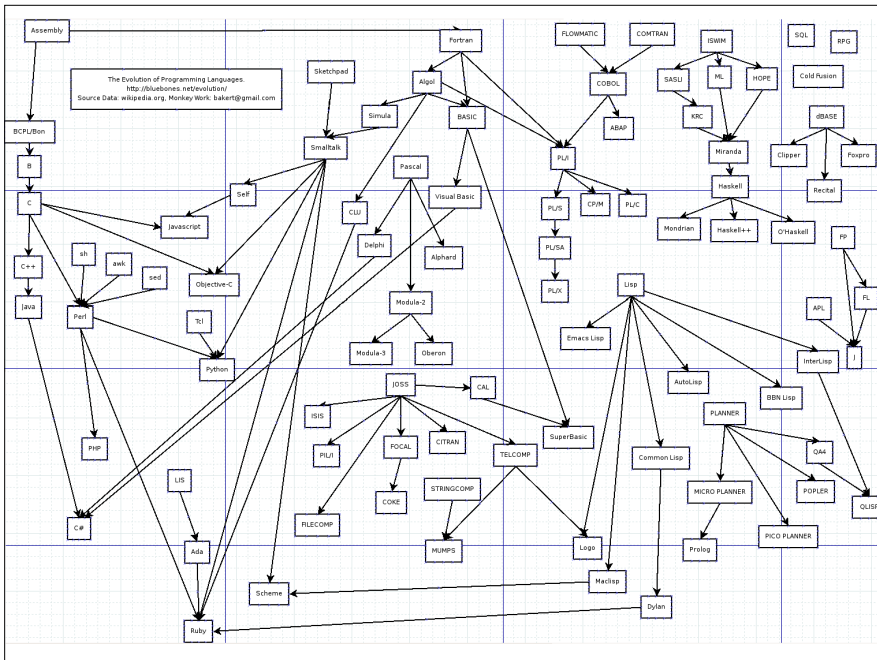 Assembly
Fortran
FLOWMATIC
COMTRAN
ISWIM
SQL
RPG
Sketchpad
The Evolution of Programming Languages.
http://bluebones.net/evolution/
Source Data: wikipedia.org, Monkey Work: bakert@gmail.com
Algol
COBOL
SASLI
ML
HOPE
Cold Fusion
Simula
BASIC
ABAP
KRC
dBASE
BCPL/Bon
Smalltalk
PL/I
Miranda
Clipper
Foxpro
B
Pascal
Self
Visual Basic
Haskell
Recital
C
CLU
PL/S
CP/M
PL/C
Javascript
Mondrian
Haskell++
O'Haskell
FP
Delphi
Alphard
PL/SA
sh
awk
sed
C++
Objective-C
PL/X
Lisp
FL
Java
Perl
Tcl
Modula-2
Emacs Lisp
APL
J
Python
Modula-3
Oberon
InterLisp
JOSS
CAL
AutoLisp
BBN Lisp
ISIS
PLANNER
PHP
PIL/I
FOCAL
CITRAN
TELCOMP
SuperBasic
Common Lisp
QA4
LIS
STRINGCOMP
MICRO PLANNER
POPLER
COKE
QLISP
C#
FILECOMP
Ada
MUMPS
Logo
Prolog
PICO PLANNER
Scheme
Maclisp
Dylan
Ruby